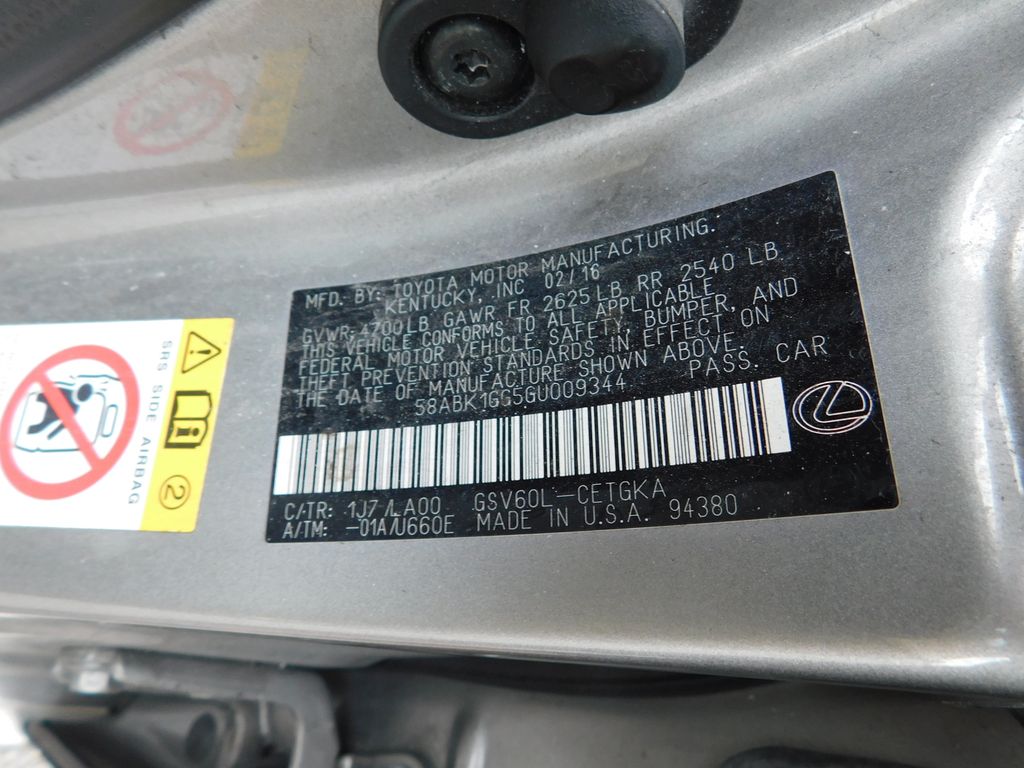 MFD. BY: TOYOTA MOTOR MANUFACTURING.
KENTUCKY, INC 02/16
GVWR 4700LB GAWR FR 2625LB RR 2540 LB
THIS VEHICLE CONFORMS TO ALL APPLICABLE
FEDERAL MOTOR VEHICLE SAFETY, BUMPER, AND
THEFT PREVENTION STANDARDS IN EFFECT ON
THE DATE OF MANUFACTURE SHOWN ABOVE.
58ABK1GG5GU009344 PASS. CAR
C/TR: 1J7/LA00 GSV60L-CETGKA
A/TM: -01A/U660E MADE IN U.S.A. 94380
SRS SIDE AIRBAG
2